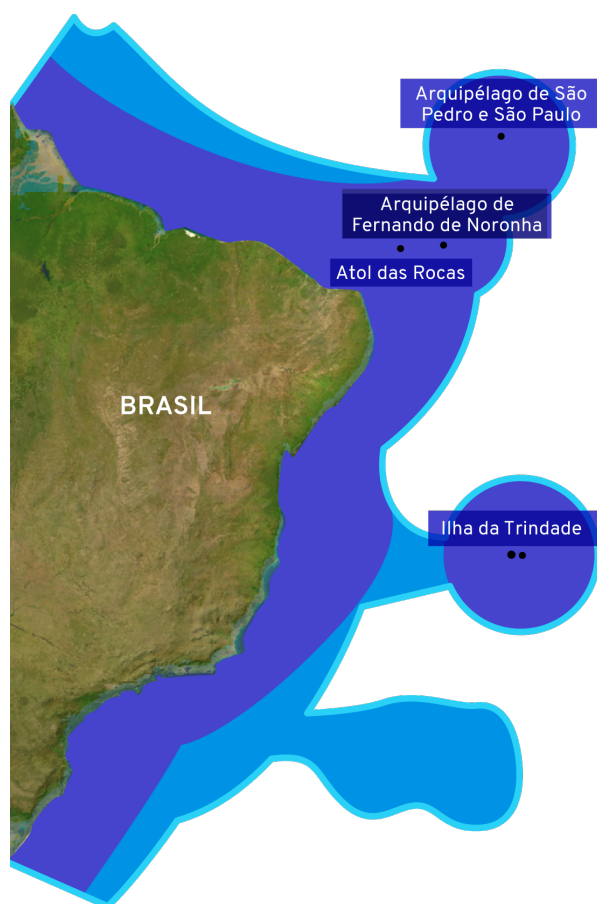 Arquipélago de São
Pedro e São Paulo
Arquipélago de
Fernando de Noronha
Atol das Rocas
BRASIL
Ilha da Trindade